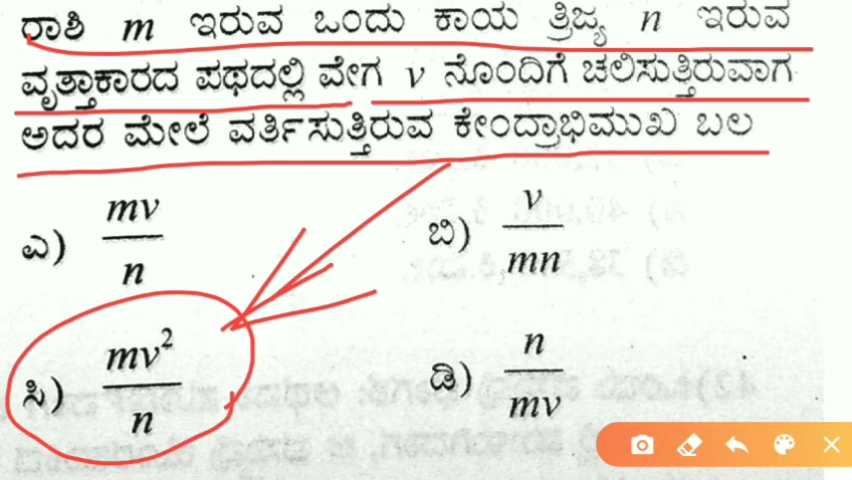 ರಾಶಿ m ಇರುವ ಒಂದು ಕಾಯ ತ್ರಿಜ್ಯ n ಇರುವ
ವೃತ್ತಾಕಾರದ ಪಥದಲ್ಲಿ ವೇಗ v ನೊಂದಿಗೆ ಚಲಿಸುತ್ತಿರುವಾಗ
ಅದರ ಮೇಲೆ ವರ್ತಿಸುತ್ತಿರುವ ಕೇಂದ್ರಾಭಿಮುಖ ಬಲ
ಎ) mv/n ಬಿ) v/mn
ಸಿ) mv²/n ಡಿ) n/mv